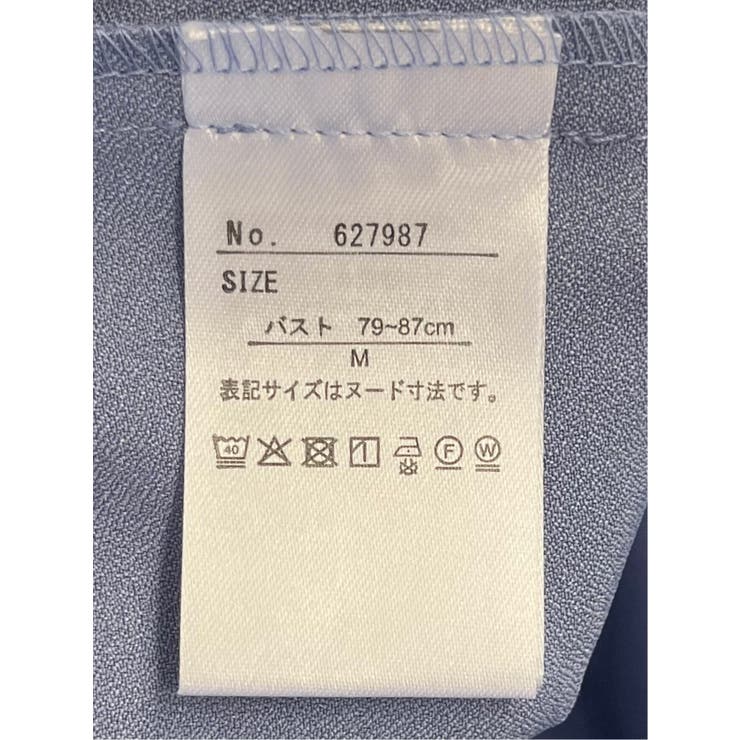 No. 627987
SIZE
バスト 79~87cm
M
表記サイズはヌード寸法です。
40 F W